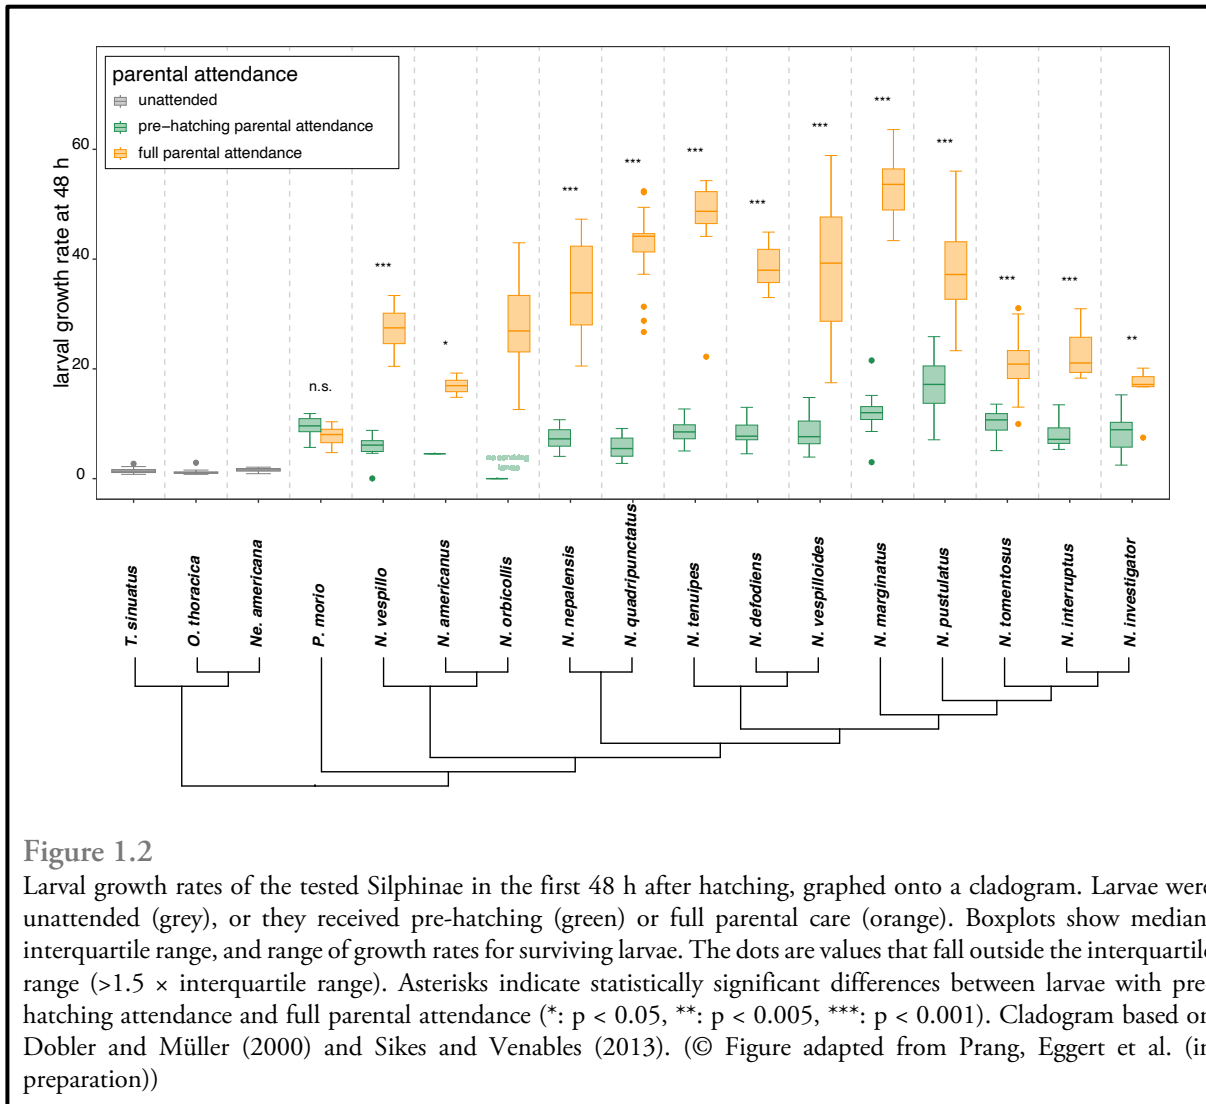 parental attendance
unattended
pre-hatching parental attendance
full parental attendance
larval growth rate at 48 h
60
40
20
0
n.s.
***
*
***
***
***
***
***
***
***
***
***
**
no surviving
larvae
T. sinuatus
O. thoracica
Ne. americana
P. morio
N. vespillo
N. americanus
N. orbicollis
N. nepalensis
N. quadripunctatus
N. tenuipes
N. defodiens
N. vespilloides
N. marginatus
N. pustulatus
N. tomentosus
N. interruptus
N. investigator
Figure 1.2
Larval growth rates of the tested Silphinae in the first 48 h after hatching, graphed onto a cladogram. Larvae were
unattended (grey), or they received pre-hatching (green) or full parental care (orange). Boxplots show median
interquartile range, and range of growth rates for surviving larvae. The dots are values that fall outside the interquartile
range (>1.5 × interquartile range). Asterisks indicate statistically significant differences between larvae with pre
hatching attendance and full parental attendance (*: p < 0.05, **: p < 0.005, ***: p < 0.001). Cladogram based on
Dobler and Müller (2000) and Sikes and Venables (2013). (© Figure adapted from Prang, Eggert et al. (in
preparation))